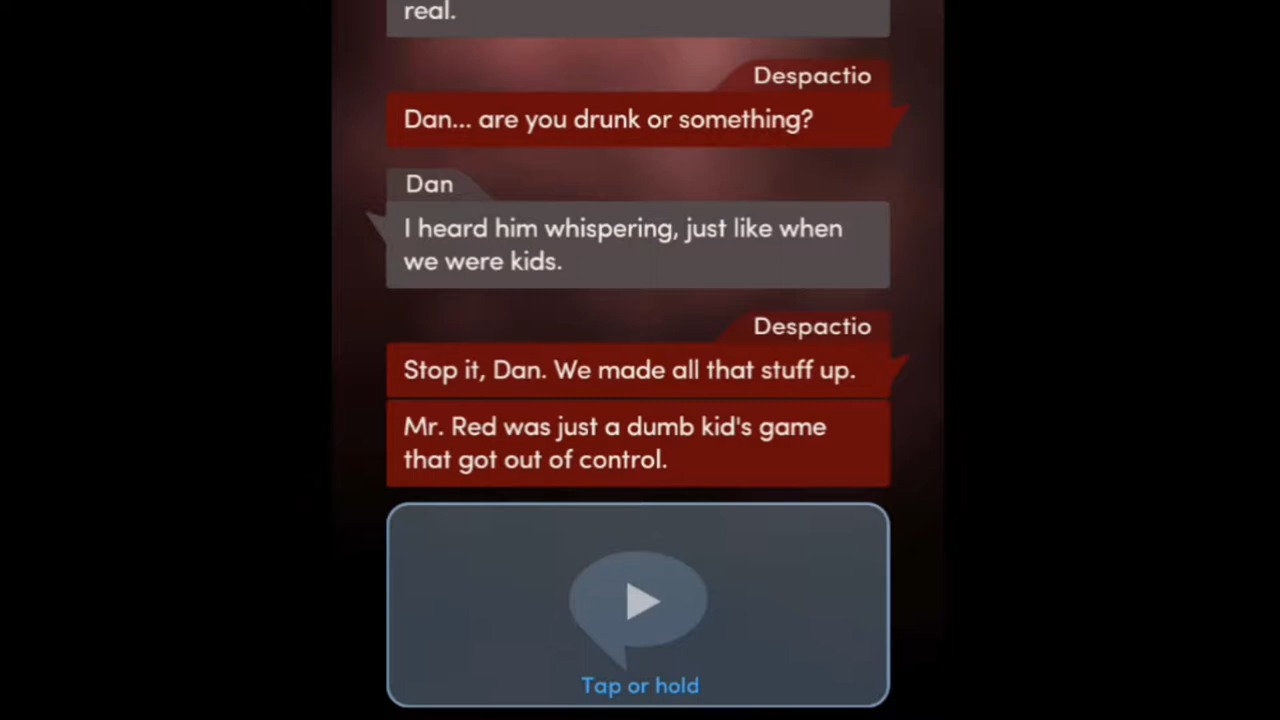 real.
Despactio
Dan... are you drunk or something?
Dan
I heard him whispering, just like when
we were kids.
Despactio
Stop it, Dan. We made all that stuff up.
Mr. Red was just a dumb kid's game
that got out of control.
Tap or hold